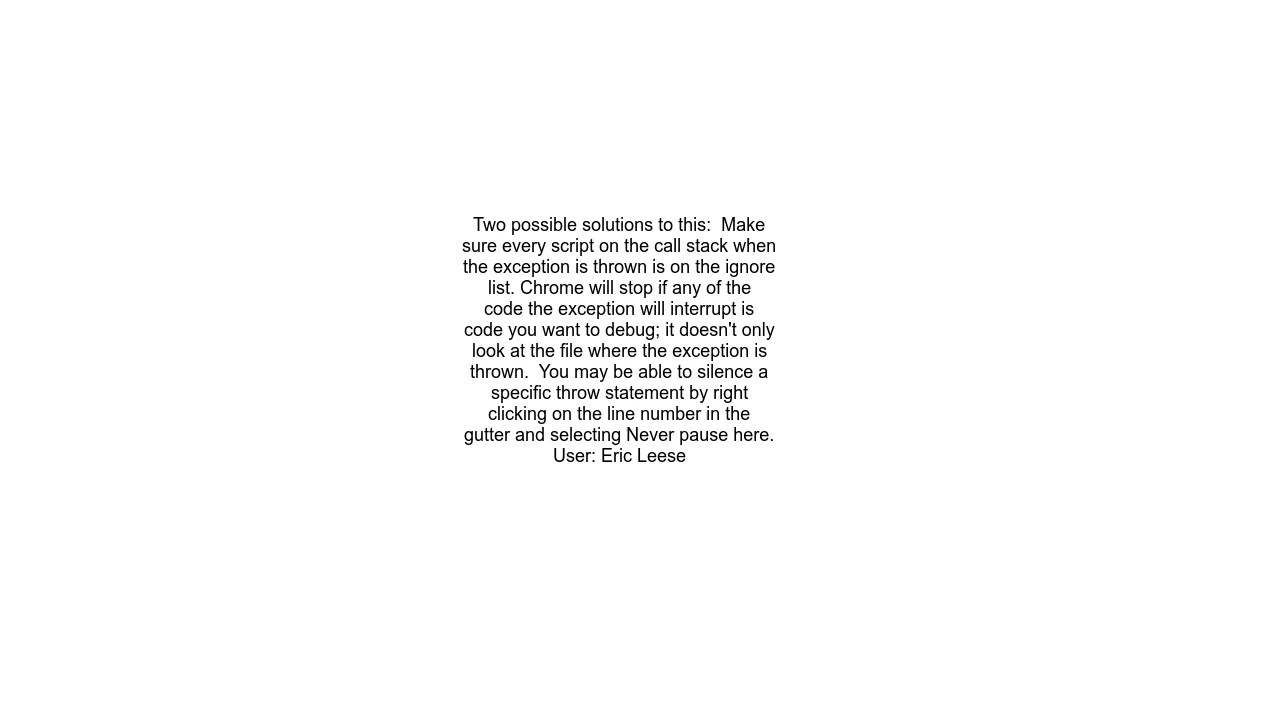 Two possible solutions to this:  Make
sure every script on the call stack when
the exception is thrown is on the ignore
list. Chrome will stop if any of the
code the exception will interrupt is
code you want to debug; it doesn't only
look at the file where the exception is
thrown.  You may be able to silence a
specific throw statement by right
clicking on the line number in the
gutter and selecting Never pause here.
User: Eric Leese